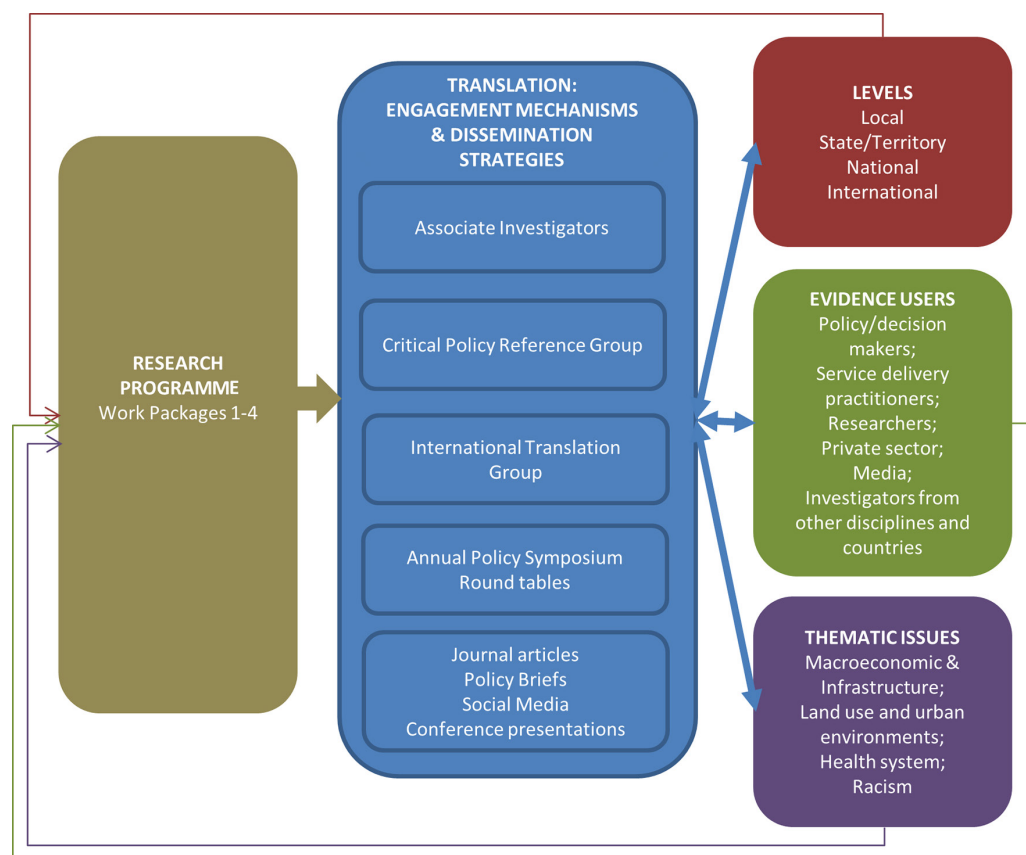 RESEARCH
PROGRAMME
Work Packages 1-4
TRANSLATION:
ENGAGEMENT MECHANISMS
& DISSEMINATION
STRATEGIES
Associate Investigators
Critical Policy Reference Group
International Translation
Group
Annual Policy Symposium
Round tables
Journal articles
Policy Briefs
Social Media
Conference presentations
LEVELS
Local
State/Territory
National
International
EVIDENCE USERS
Policy/decision
makers;
Service delivery
practitioners;
Researchers;
Private sector;
Media;
Investigators from
other disciplines and
countries
THEMATIC ISSUES
Macroeconomic &
Infrastructure;
Land use and urban
environments;
Health system;
Racism